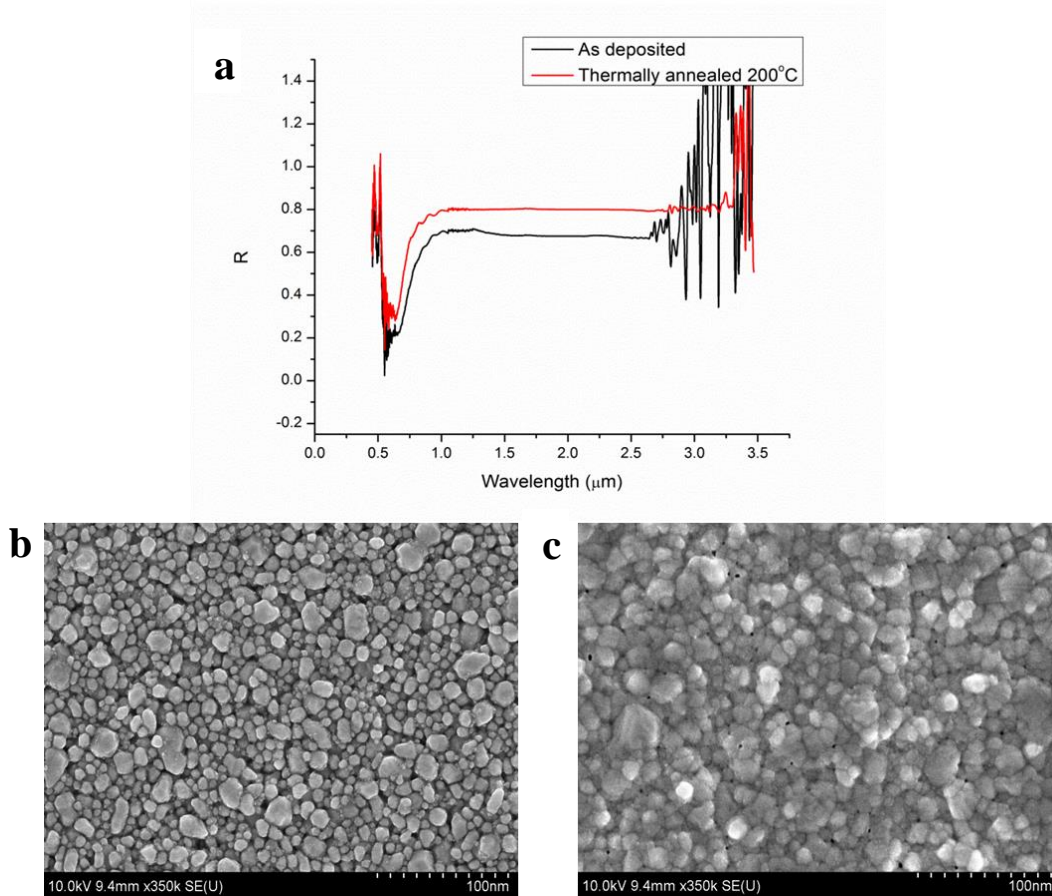 a
As deposited
Thermally annealed 200°C
1.4
1.2
1.0
0.8
0.6
0.4
0.2
0.0
-0.2
R
0.0 0.5 1.0 1.5 2.0 2.5 3.0 3.5
Wavelength (μm)
b
c
10.0kV 9.4mm x350k SE(U) 100nm
10.0kV 9.4mm x350k SE(U) 100nm